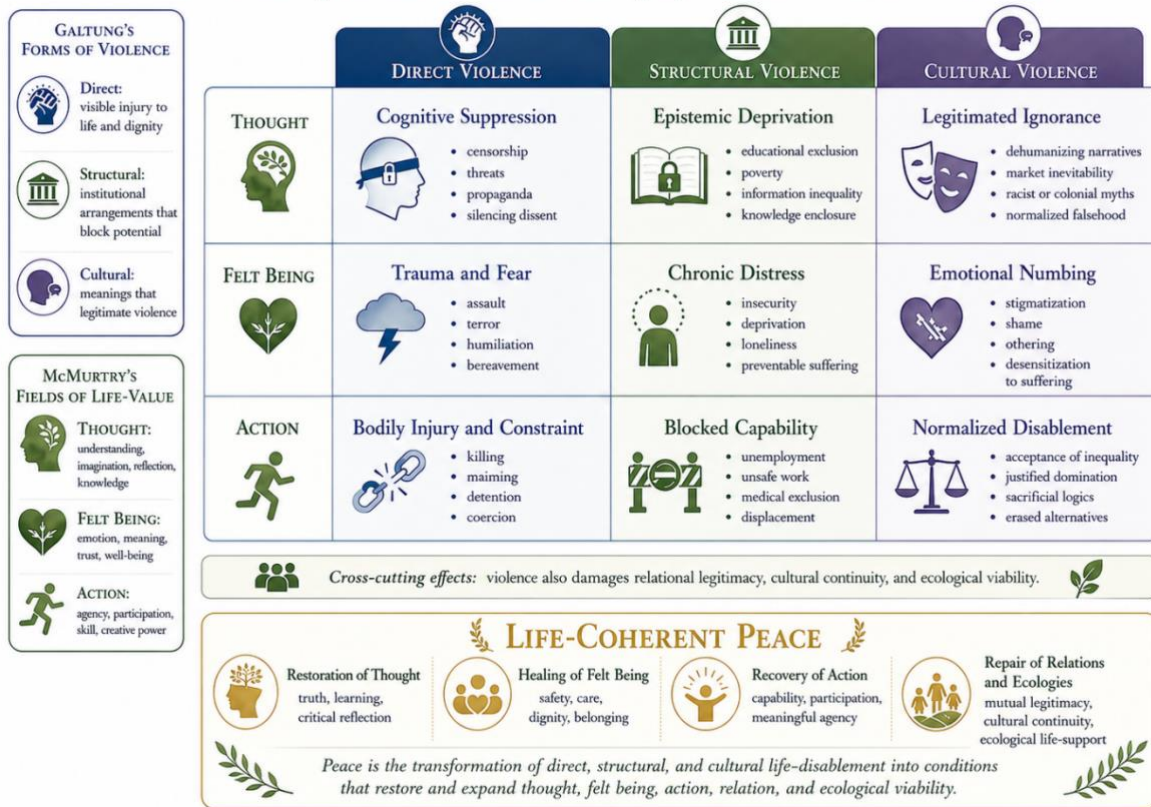 GALTUNG'S
FORMS OF VIOLENCE
Direct:
visible injury to
life and dignity
Structural:
institutional
arrangements that
block potential
Cultural:
meanings that
legitimate violence
MCMURTRY'S
FIELDS OF LIFE-VALUE
THOUGHT:
understanding,
imagination, reflection,
knowledge
FELT BEING:
emotion, meaning,
trust, well-being
ACTION:
agency, participation,
skill, creative power
DIRECT VIOLENCE
STRUCTURAL VIOLENCE
CULTURAL VIOLENCE
THOUGHT
Cognitive Suppression
• censorship
• threats
• propaganda
• silencing dissent
Epistemic Deprivation
• educational exclusion
• poverty
• information inequality
• knowledge enclosure
Legitimated Ignorance
• dehumanizing narratives
• market inevitability
• racist or colonial myths
• normalized falsehood
FELT BEING
Trauma and Fear
• assault
• terror
• humiliation
• bereavement
Chronic Distress
• insecurity
• deprivation
• loneliness
• preventable suffering
Emotional Numbing
• stigmatization
• shame
• othering
• desensitization
to suffering
ACTION
Bodily Injury and Constraint
• killing
• maiming
• detention
• coercion
Blocked Capability
• unemployment
• unsafe work
• medical exclusion
• displacement
Normalized Disablement
• acceptance of inequality
• justified domination
• sacrificial logics
• erased alternatives
Cross-cutting effects: violence also damages relational legitimacy, cultural continuity, and ecological viability.
LIFE-COHERENT PEACE
Restoration of Thought
truth, learning,
critical reflection
Healing of Felt Being
safety, care,
dignity, belonging
Recovery of Action
capability, participation,
meaningful agency
Repair of Relations
and Ecologies
mutual legitimacy,
cultural continuity,
ecological life-support
Peace is the transformation of direct, structural, and cultural life-disablement into conditions
that restore and expand thought, felt being, action, relation, and ecological viability.